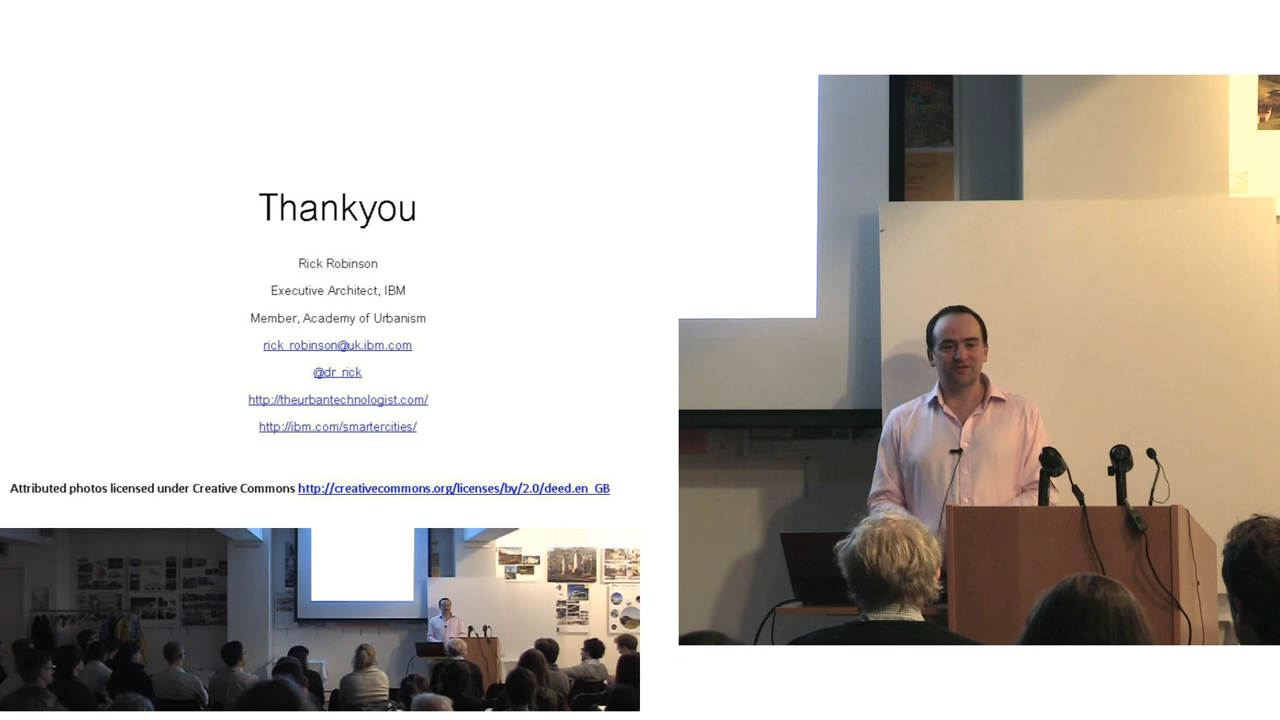 Thankyou
Rick Robinson
Executive Architect, IBM
Member, Academy of Urbanism
rick_robinson@uk.ibm.com
@dr_rick
http://theurbantechnologist.com/
http://ibm.com/smartercities/
Attributed photos licensed under Creative Commons http://creativecommons.org/licenses/by/2.0/deed.en_GB